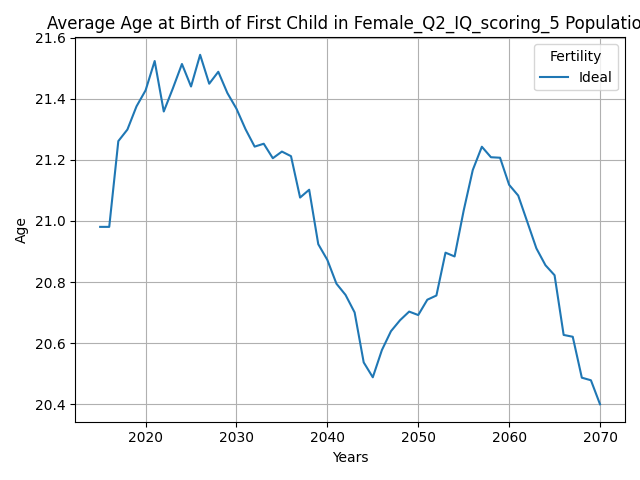 Average Age at Birth of First Child in Female_Q2_IQ_scoring_5 Populatio
Fertility
Ideal
21.6
21.4
21.2
21.0
20.8
20.6
20.4
Age
2020 2030 2040 2050 2060 2070
Years